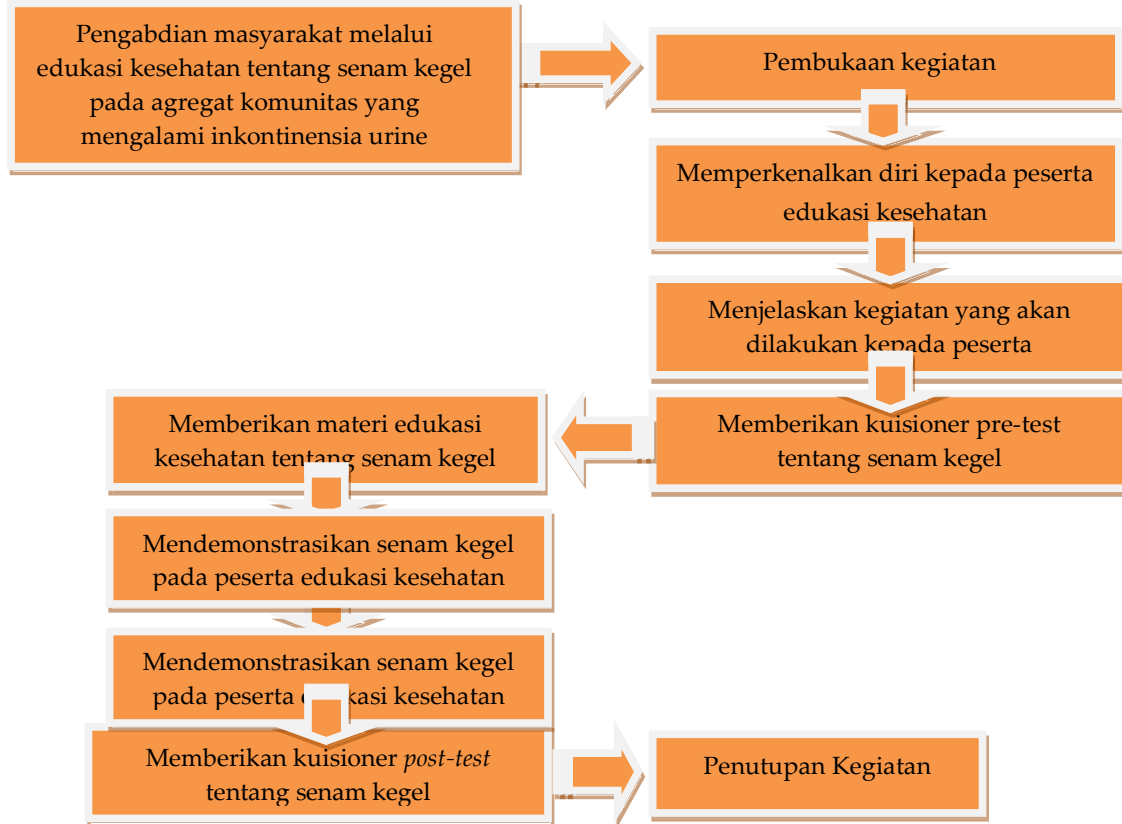 Pengabdian masyarakat melalui
edukasi kesehatan tentang senam kegel
pada agregat komunitas yang
mengalami inkontinensia urine
Pembukaan kegiatan
Memperkenalkan diri kepada peserta
edukasi kesehatan
Menjelaskan kegiatan yang akan
dilakukan kepada peserta
Memberikan kuisioner pre-test
tentang senam kegel
Memberikan materi edukasi
kesehatan tentang senam kegel
Mendemonstrasikan senam kegel
pada peserta edukasi kesehatan
Mendemonstrasikan senam kegel
pada peserta edukasi kesehatan
Memberikan kuisioner post-test
tentang senam kegel
Penutupan Kegiatan